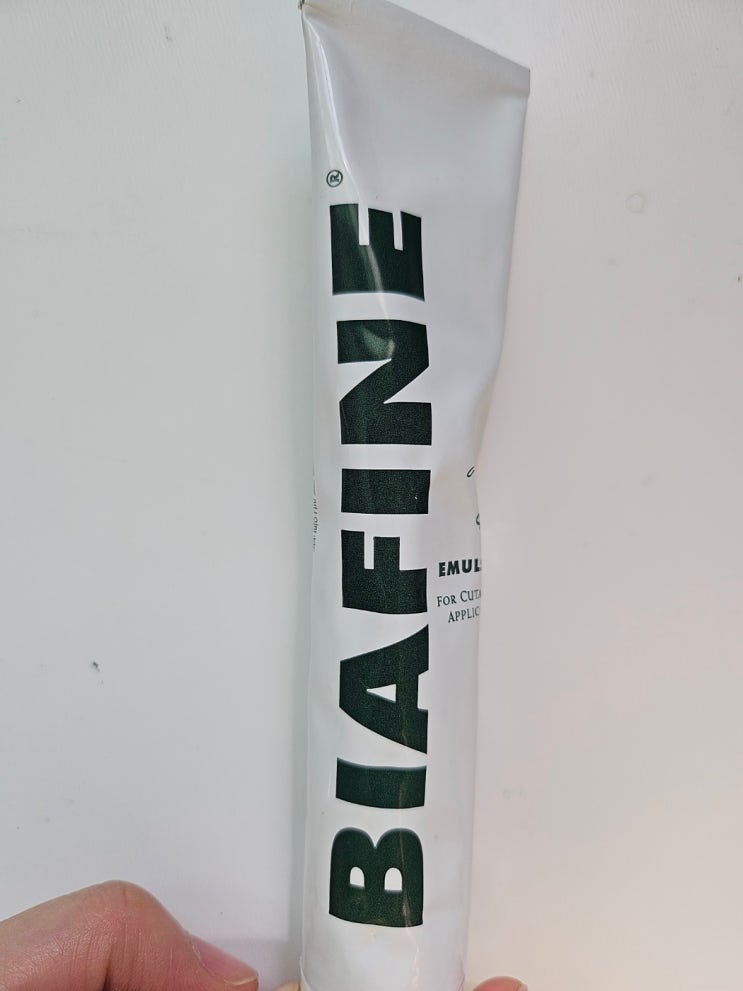 BIAFINE®
EMUL
FOR CUTA
APPLIC